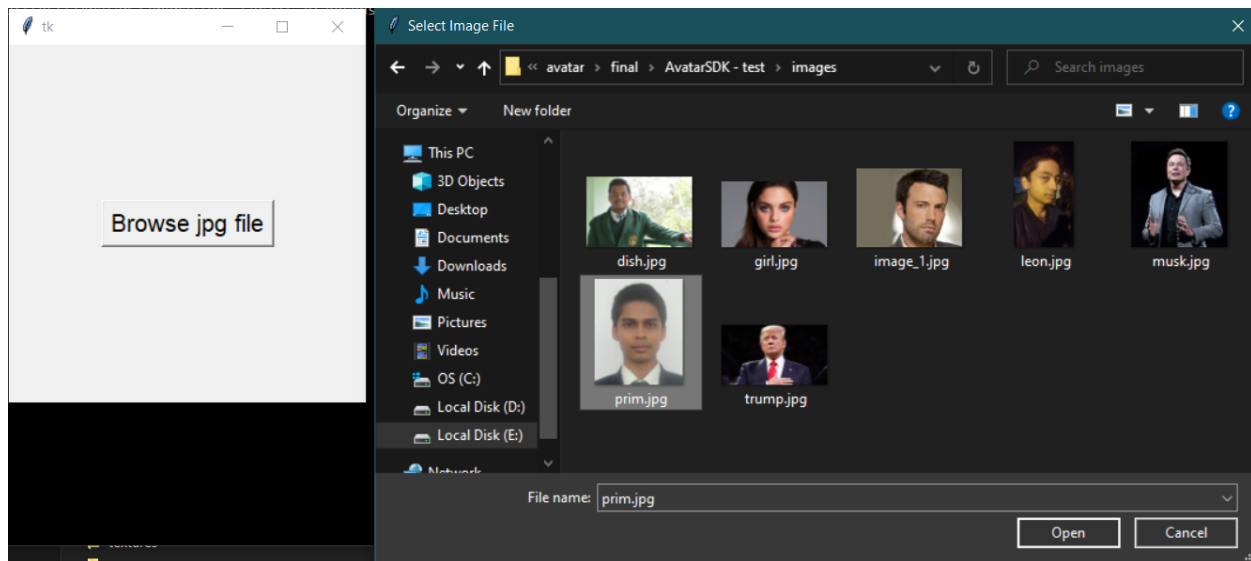 tk
Browse jpg file
Select Image File
avatar › final › AvatarSDK - test › images
Search images
Organize
New folder
This PC
3D Objects
Desktop
Documents
Downloads
Music
Pictures
Videos
OS (C:)
Local Disk (D:)
Local Disk (E:)
Network
dish.jpg
girl.jpg
image_1.jpg
leon.jpg
musk.jpg
prim.jpg
trump.jpg
File name: prim.jpg
Open
Cancel
textures